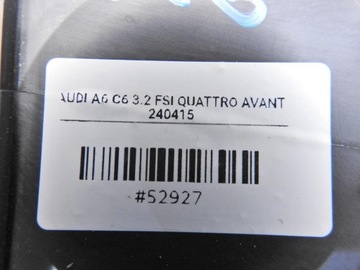 AUDI A6 C6 3.2 FSI QUATTRO AVANT
240415
#52927